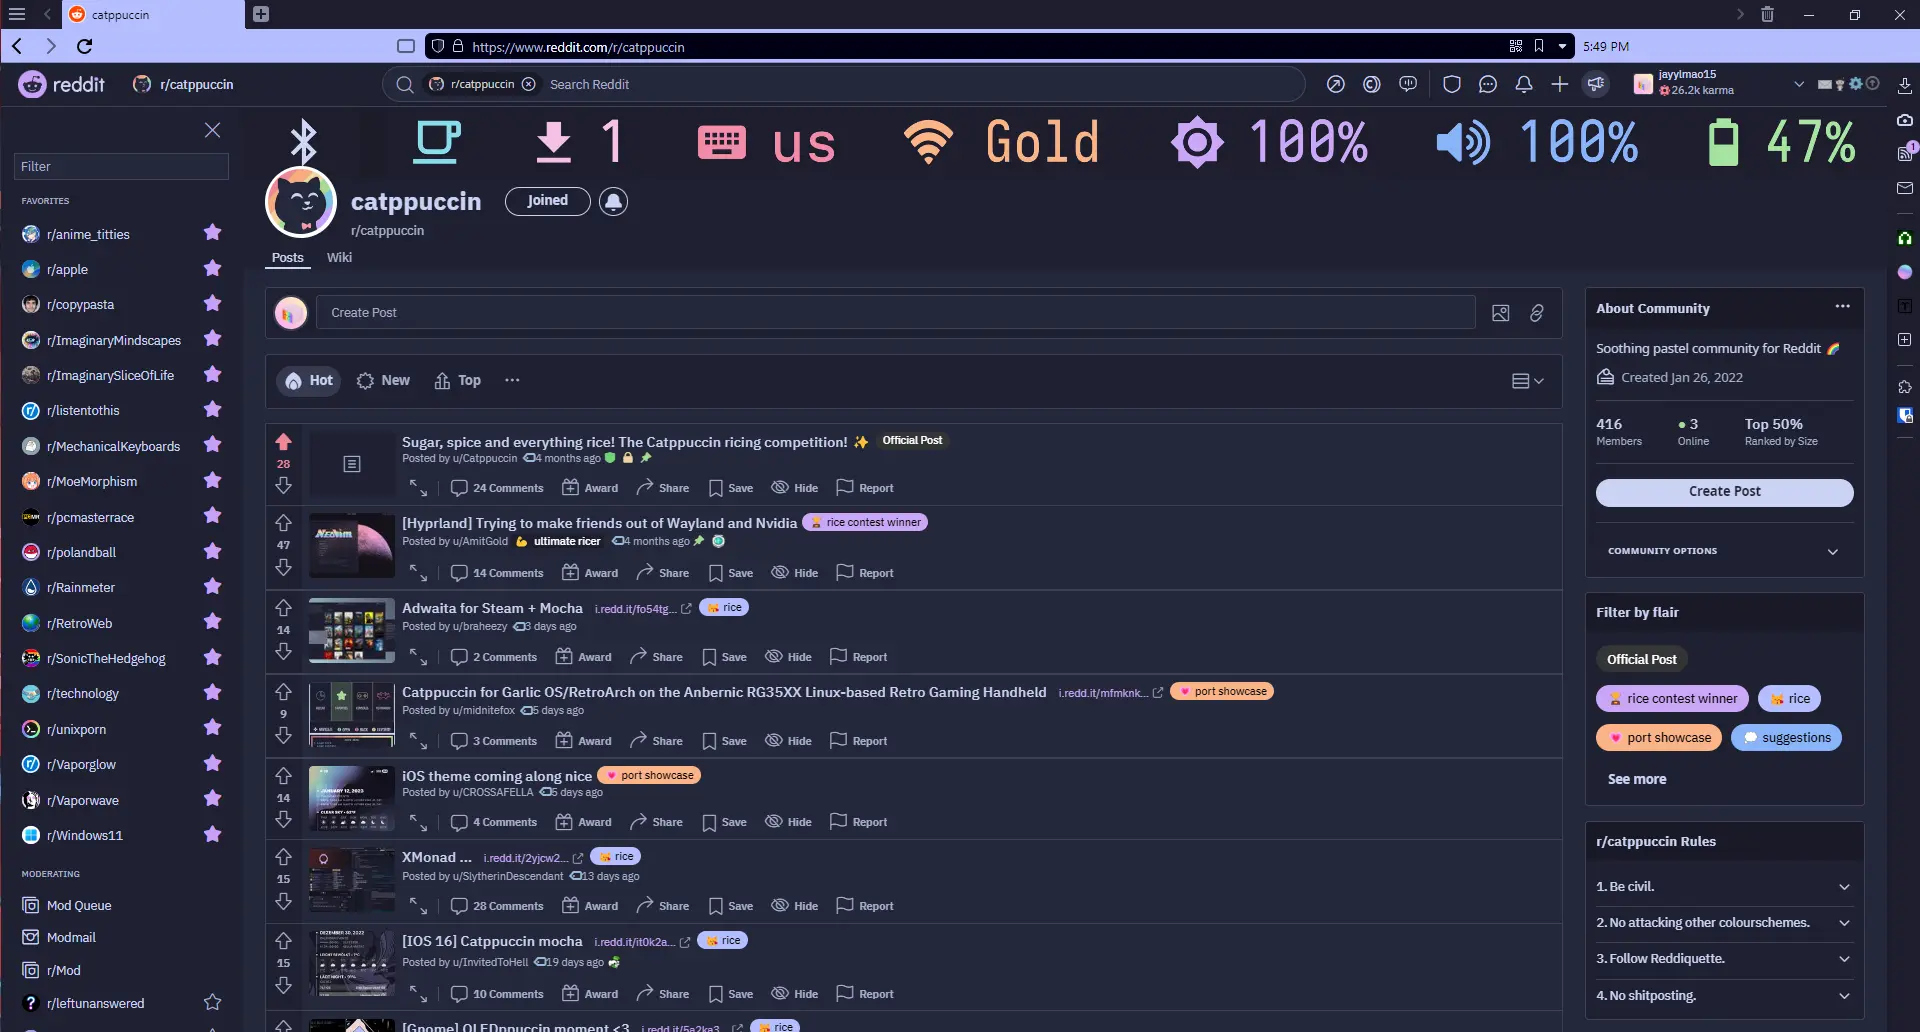 catppuccin
https://www.reddit.com/r/catppuccin
5:49 PM
reddit
r/catppuccin
r/catppuccin
Search Reddit
jayylmao15
26.2k karma
1
us
Gold
100%
100%
47%
1
Filter
FAVORITES
r/anime_titties
r/apple
r/copypasta
r/ImaginaryMindscapes
r/ImaginarySliceOfLife
r/listentothis
r/MechanicalKeyboards
r/MoeMorphism
r/pcmasterrace
r/polandball
r/Rainmeter
r/RetroWeb
r/SonicTheHedgehog
r/technology
r/unixporn
r/Vaporglow
r/Vaporwave
r/Windows11
MODERATING
Mod Queue
Modmail
r/Mod
r/leftunanswered
catppuccin
Joined
r/catppuccin
Posts
Wiki
Create Post
Hot
New
Top
28
Sugar, spice and everything rice! The Catppuccin ricing competition! ✨ Official Post
Posted by u/Catppuccin 4 months ago
24 Comments Award Share Save Hide Report
47
[Hyprland] Trying to make friends out of Wayland and Nvidia 🏆 rice contest winner
Posted by u/AmitGold 💪 ultimate ricer 4 months ago
14 Comments Award Share Save Hide Report
14
Adwaita for Steam + Mocha i.redd.it/fo54tg... rice
Posted by u/braheezy 3 days ago
2 Comments Award Share Save Hide Report
9
Catppuccin for Garlic OS/RetroArch on the Anbernic RG35XX Linux-based Retro Gaming Handheld i.redd.it/mfmknk... port showcase
Posted by u/midnitefox 5 days ago
3 Comments Award Share Save Hide Report
14
JANUARY 12, 2023
iOS theme coming along nice port showcase
Posted by u/CROSSAFELLA 5 days ago
4 Comments Award Share Save Hide Report
15
XMonad ... i.redd.it/2yjcw2... rice
Posted by u/SlytherinDescendant 13 days ago
28 Comments Award Share Save Hide Report
15
DEZEMBER 30, 2022
[IOS 16] Catppuccin mocha i.redd.it/it0k2a... rice
Posted by u/InvitedToHell 19 days ago
10 Comments Award Share Save Hide Report
[Gnome] OLEDppuccin moment <3 i.redd.it/5a2ka3... rice
About Community
Soothing pastel community for Reddit 🌈
Created Jan 26, 2022
416
Members
3
Online
Top 50%
Ranked by Size
Create Post
COMMUNITY OPTIONS
Filter by flair
Official Post
rice contest winner
rice
port showcase
suggestions
See more
r/catppuccin Rules
1. Be civil.
2. No attacking other colourschemes.
3. Follow Reddiquette.
4. No shitposting.